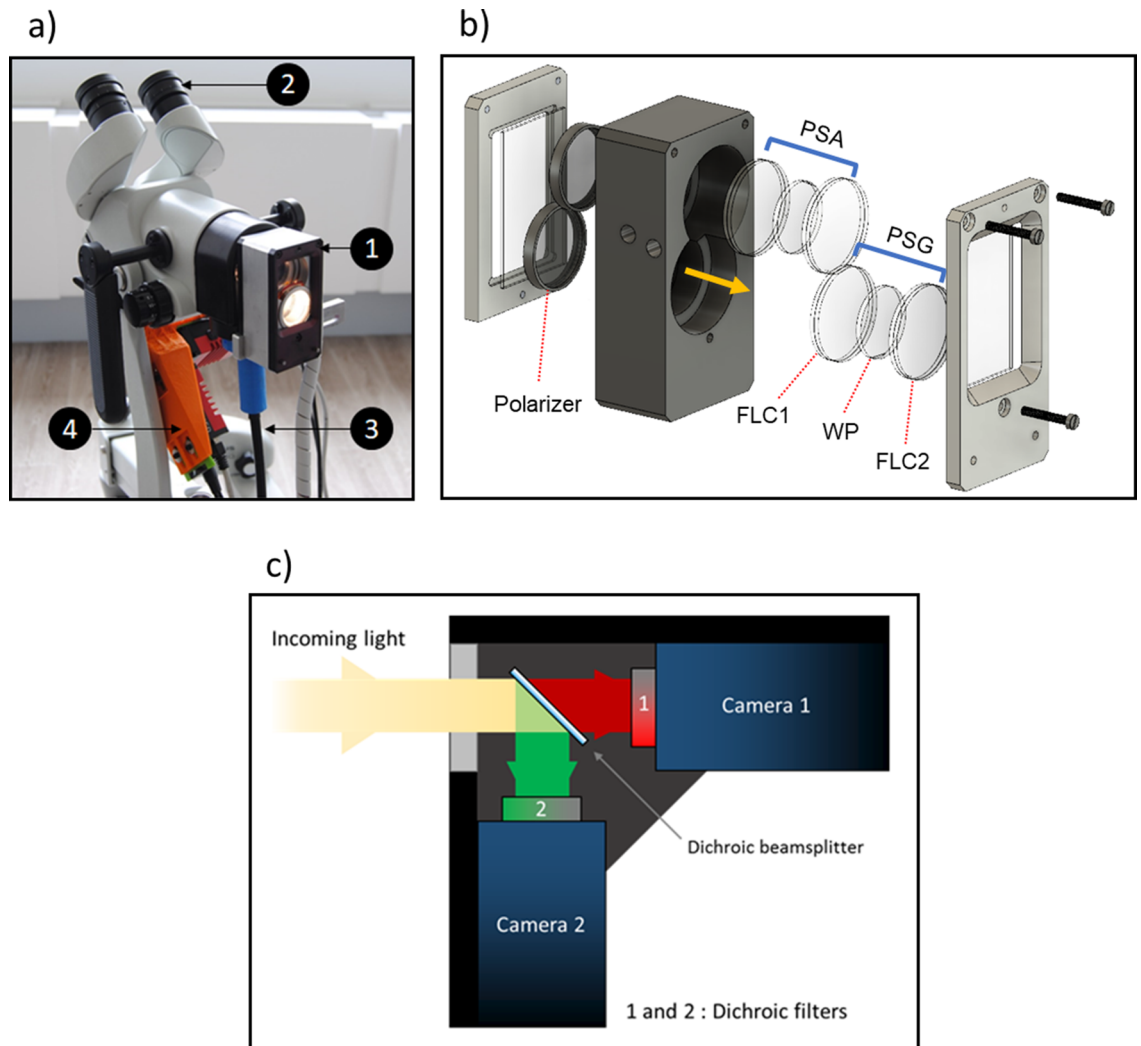 a)
b)
2
1
3
4
PSA
PSG
Polarizer
FLC1
WP
FLC2
c)
Incoming light
1
Camera 1
2
Dichroic beamsplitter
Camera 2
1 and 2 : Dichroic filters